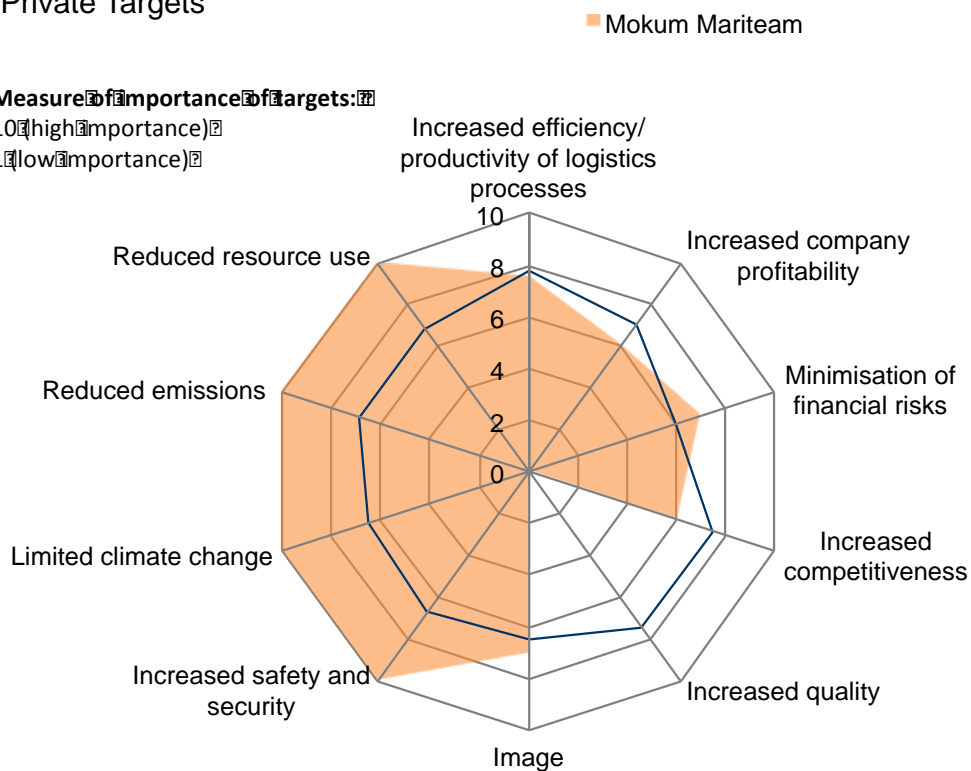 Private Targets
Mokum Mariteam
Measure of importance of targets:
0 (high importance)
(low importance)
Increased efficiency/
productivity of logistics
processes
Increased company
profitability
Minimisation of
financial risks
Increased
competitiveness
Increased quality
Image
Increased safety and
security
Limited climate change
Reduced emissions
Reduced resource use
10
8
6
4
2
0